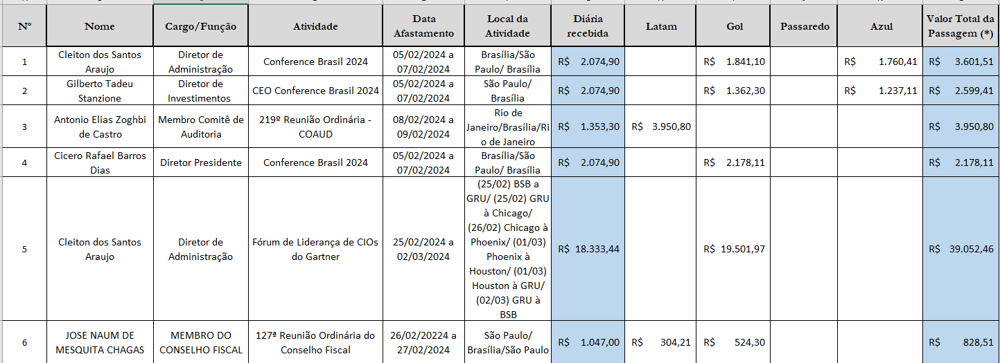 Nº Nome Cargo/Função Atividade Data Afastamento Local da Atividade Diária recebida Latam Gol Passaredo Azul Valor Total da Passagem (*)
1 Cleiton dos Santos Araujo Diretor de Administração Conference Brasil 2024 05/02/2024 a 07/02/2024 Brasília/São Paulo/ Brasília R$ 2.074,90 R$ 1.841,10 R$ 1.760,41 R$ 3.601,51
2 Gilberto Tadeu Stanzione Diretor de Investimentos CEO Conference Brasil 2024 05/02/2024 a 07/02/2024 São Paulo/ Brasília R$ 2.074,90 R$ 1.362,30 R$ 1.237,11 R$ 2.599,41
3 Antonio Elias Zoghbi de Castro Membro Comitê de Auditoria 219º Reunião Ordinária - COAUD 08/02/2024 a 09/02/2024 Rio de Janeiro/Brasília/Rio de Janeiro R$ 1.353,30 R$ 3.950,80 R$ 3.950,80
4 Cicero Rafael Barros Dias Diretor Presidente Conference Brasil 2024 05/02/2024 a 07/02/2024 Brasília/São Paulo/ Brasília R$ 2.074,90 R$ 2.178,11 R$ 2.178,11
5 Cleiton dos Santos Araujo Diretor de Administração Fórum de Liderança de CIOs do Gartner 25/02/2024 a 02/03/2024 (25/02) BSB a GRU/ (25/02) GRU à Chicago/ (26/02) Chicago à Phoenix/ (01/03) Phoenix à Houston/ (01/03) Houston à GRU/ (02/03) GRU à BSB R$ 18.333,44 R$ 19.501,97 R$ 39.052,46
6 JOSE NAUM DE MESQUITA CHAGAS MEMBRO DO CONSELHO FISCAL 127ª Reunião Ordinária do Conselho Fiscal 26/02/20224 a 27/02/2024 São Paulo/ Brasília/São Paulo R$ 1.047,00 R$ 304,21 R$ 524,30 R$ 828,51